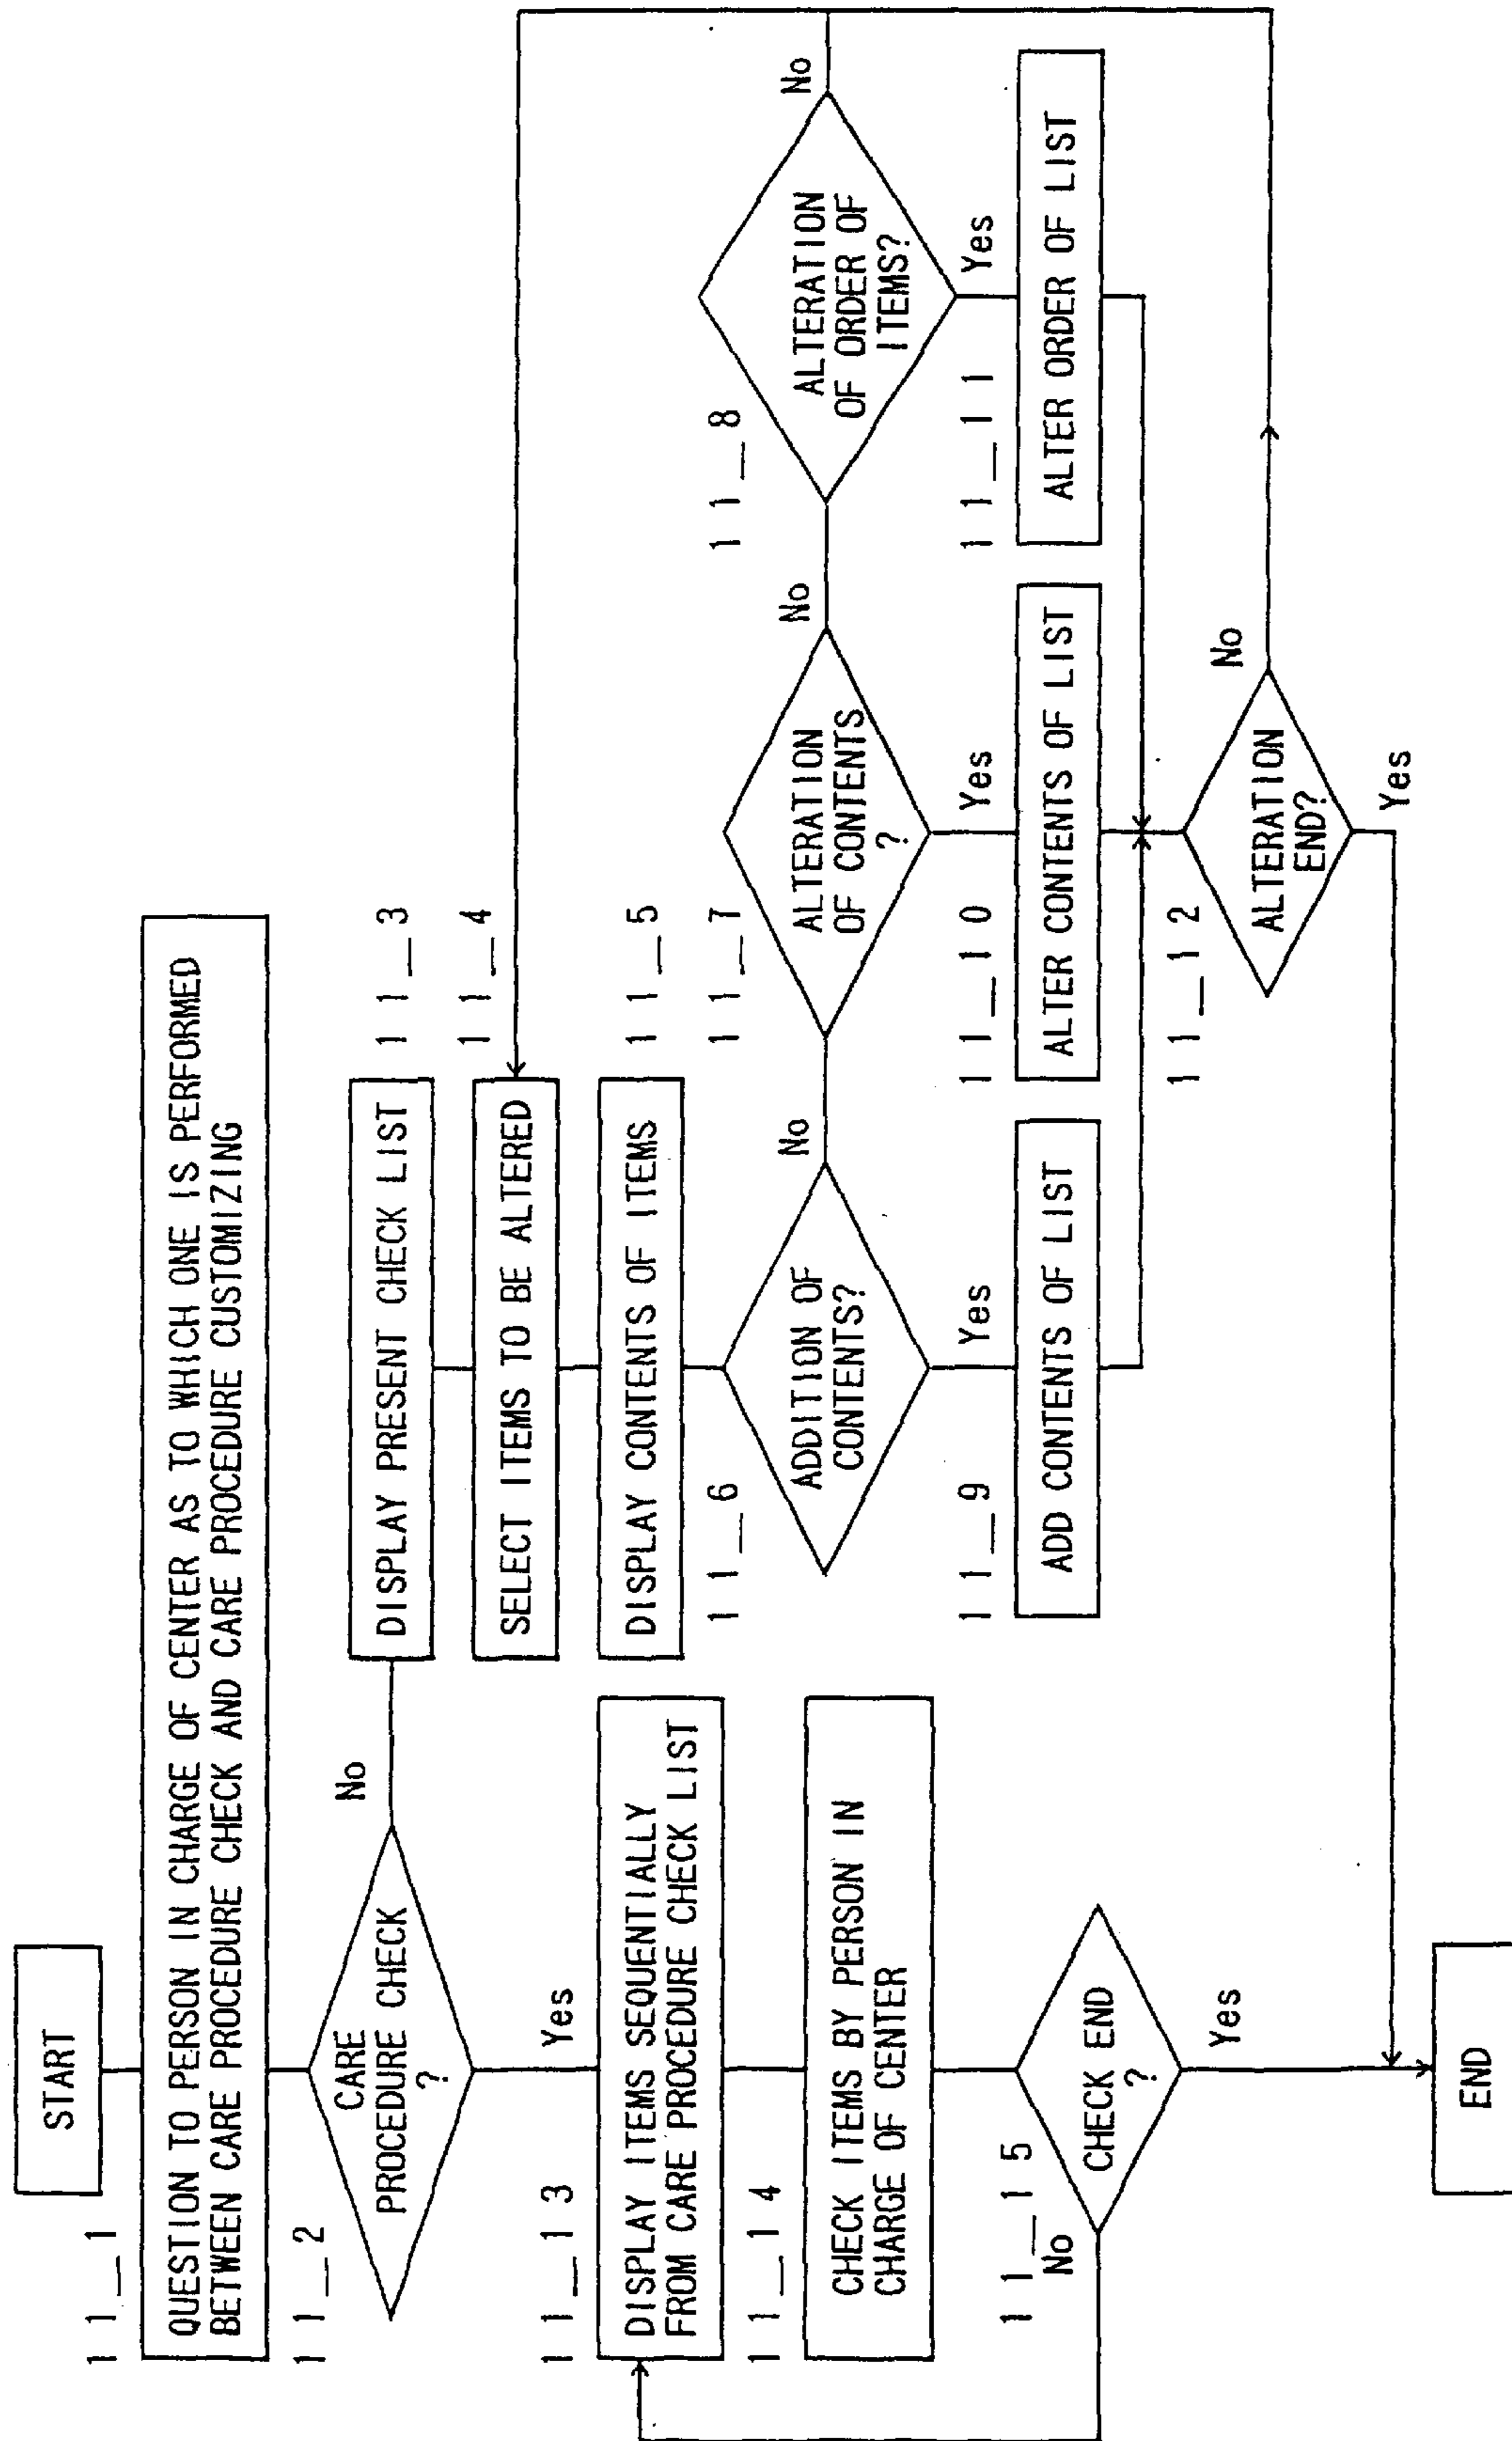 START
11_1
QUESTION TO PERSON IN CHARGE OF CENTER AS TO WHICH ONE IS PERFORMED
BETWEEN CARE PROCEDURE CHECK AND CARE PROCEDURE CUSTOMIZING
11_2
CARE
PROCEDURE CHECK
?
No
Yes
11_13
DISPLAY ITEMS SEQUENTIALLY
FROM CARE PROCEDURE CHECK LIST
11_14
CHECK ITEMS BY PERSON IN
CHARGE OF CENTER
11_15
No
CHECK END
?
Yes
END
DISPLAY PRESENT CHECK LIST
11_3
SELECT ITEMS TO BE ALTERED
11_4
DISPLAY CONTENTS OF ITEMS
11_5
11_6
ADDITION OF
CONTENTS?
No
Yes
11_9
ADD CONTENTS OF LIST
11_7
ALTERATION
OF CONTENTS
?
No
Yes
11_10
ALTER CONTENTS OF LIST
11_8
ALTERATION
OF ORDER OF
ITEMS?
No
Yes
11_11
ALTER ORDER OF LIST
11_12
ALTERATION
END?
No
Yes